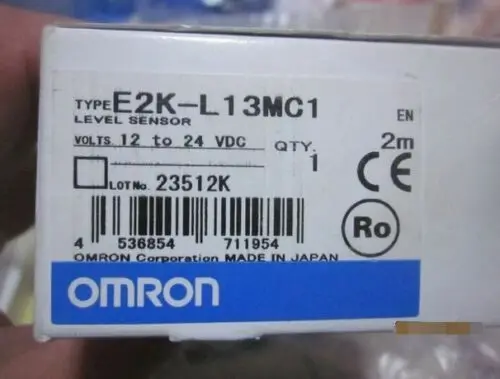 TYPE E2K-L13MC1
LEVEL SENSOR EN
VOLTS. 12 to 24 VDC QTY. 2m
1
LOT No. 23512K CE
Ro
4 536854 711954
OMRON Corporation MADE IN JAPAN
OMRON